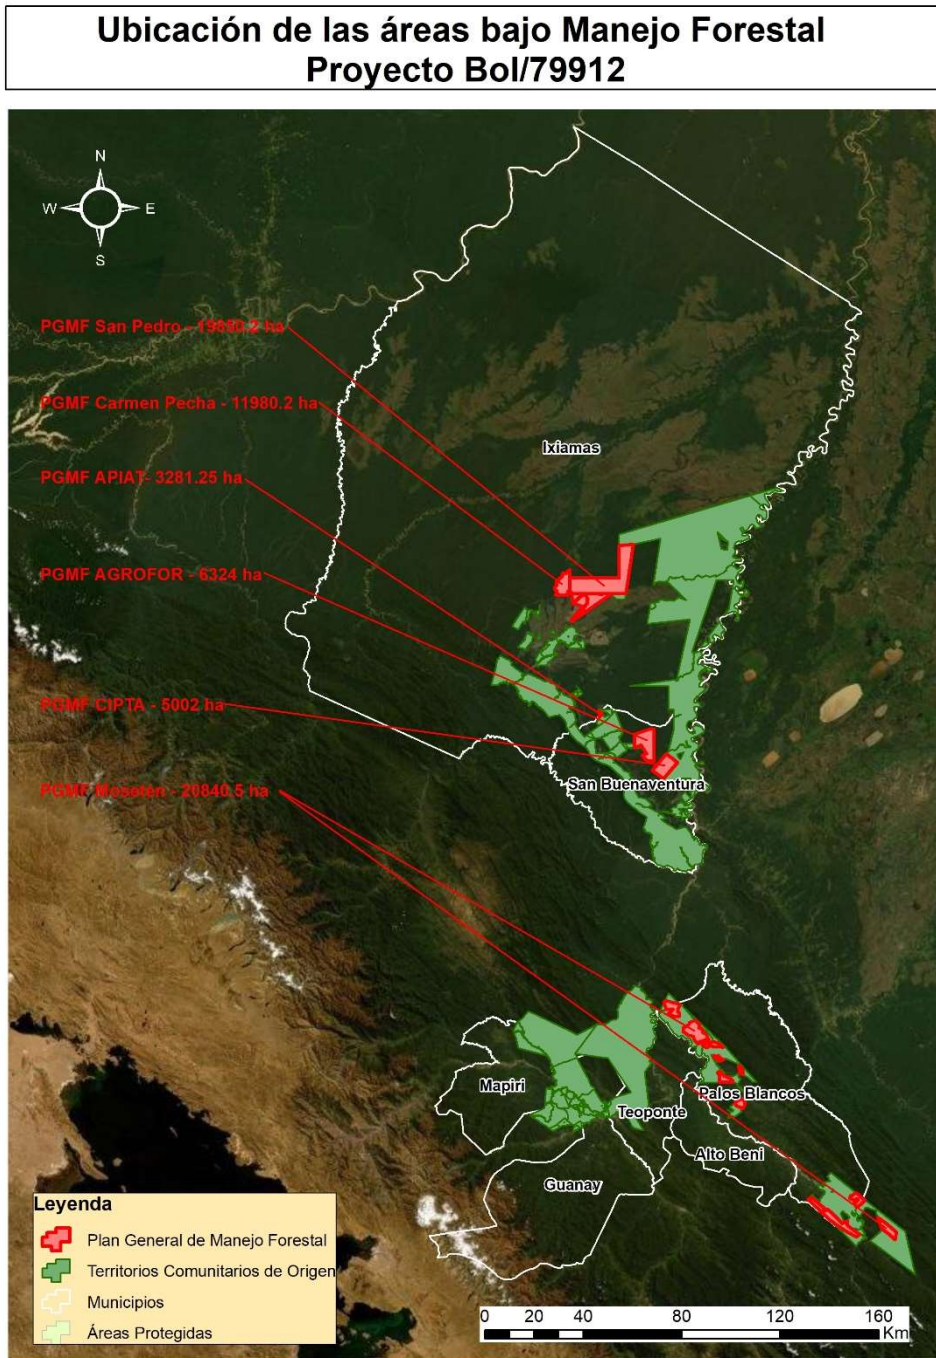 Ubicación de las áreas bajo Manejo Forestal
Proyecto Bol/79912
N
W
E
S
PGMF San Pedro - 19850.2 ha
PGMF Carmen Pecha - 11980.2 ha
Ixiamas
PGMF APIAT- 3281.25 ha
PGMF AGROFOR - 6324 ha
PGMF CIPTA - 5002 ha
San Buenaventura
PGMF Moseten - 20840.5 ha
Mapiri
Palos Blancos
Teoponte
Alto Beni
Guanay
Leyenda
Plan General de Manejo Forestal
Territorios Comunitarios de Origen
Municipios
Áreas Protegidas
0 20 40 80 120 160
Km